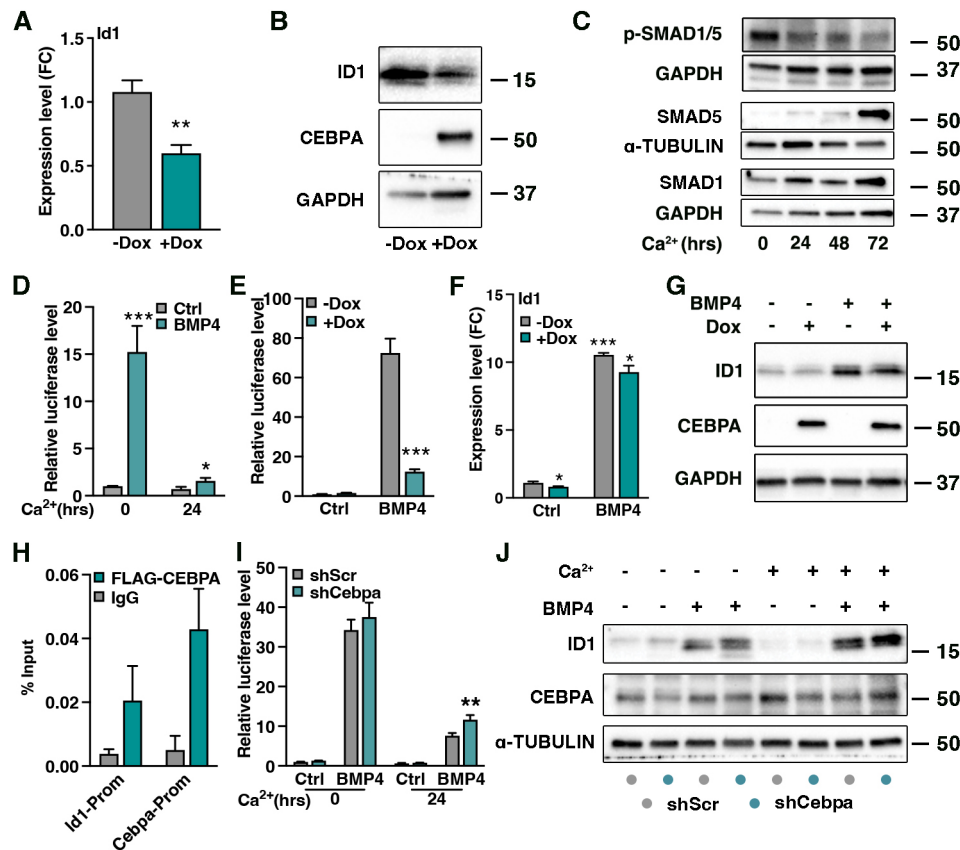 A
Id1
Expression level (FC)
1.5
1.0
0.5
0.0
**
-Dox +Dox
B
ID1
15
CEBPA
50
GAPDH
37
-Dox +Dox
C
p-SMAD1/5
50
GAPDH
37
SMAD5
50
α-TUBULIN
50
SMAD1
50
GAPDH
37
Ca²⁺(hrs) 0 24 48 72
D
Relative luciferase level
20
15
10
5
0
Ctrl
BMP4
***
*
Ca²⁺(hrs) 0 24
E
Relative luciferase level
100
80
60
40
20
0
-Dox
+Dox
***
Ctrl BMP4
F
Id1
Expression level (FC)
15
10
5
0
-Dox
+Dox
*
***
*
Ctrl BMP4
G
BMP4 - - + +
Dox - + - +
ID1
15
CEBPA
50
GAPDH
37
H
% Input
0.06
0.04
0.02
0.00
FLAG-CEBPA
IgG
Id1-Prom
Cebpa-Prom
I
Relative luciferase level
50
40
30
20
10
0
shScr
shCebpa
**
Ctrl BMP4 Ctrl BMP4
Ca²⁺(hrs) 0 24
J
Ca²⁺ - - - - + + + +
BMP4 - - + + - - + +
ID1
15
CEBPA
50
α-TUBULIN
50
shScr shCebpa